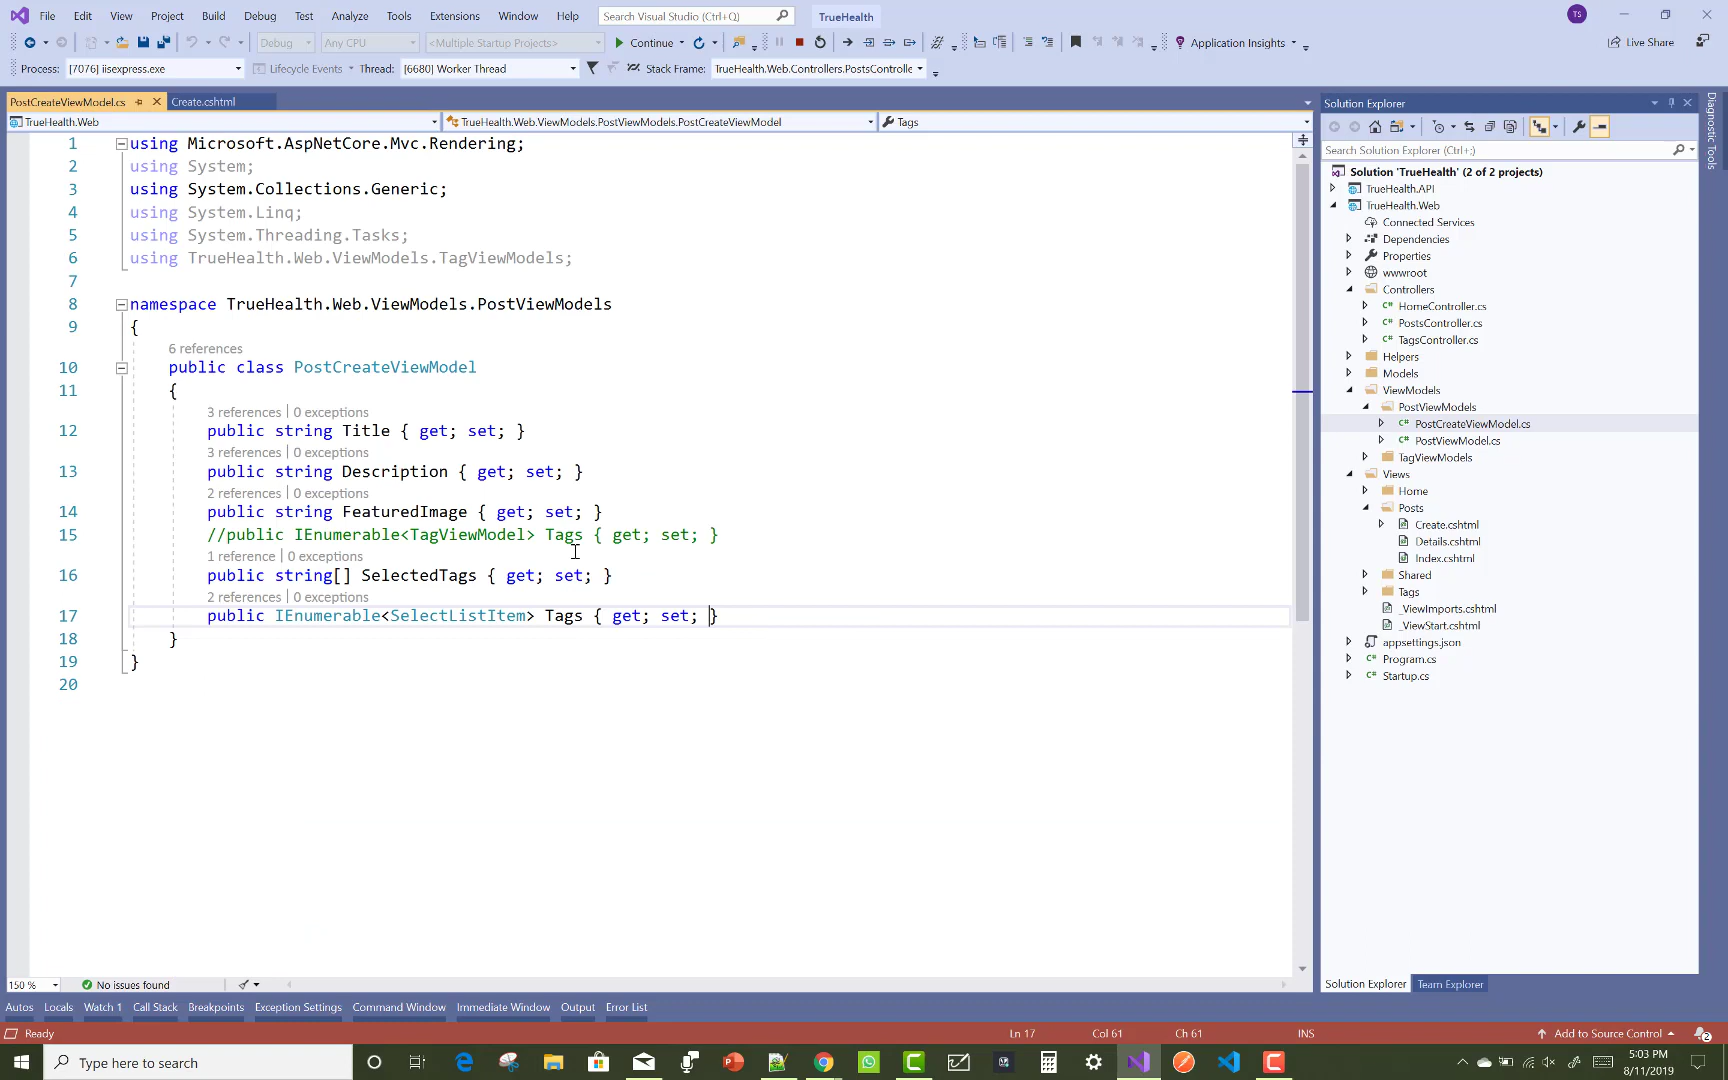 File Edit View Project Build Debug Test Analyze Tools Extensions Window Help Search Visual Studio (Ctrl+Q) TrueHealth TS
Debug Any CPU <Multiple Startup Projects> Continue Application Insights Live Share
Process: [7076] iisexpress.exe Lifecycle Events Thread: [6680] Worker Thread Stack Frame: TrueHealth.Web.Controllers.PostsControlle
PostCreateViewModel.cs Create.cshtml
TrueHealth.Web TrueHealth.Web.ViewModels.PostViewModels.PostCreateViewModel Tags
1 using Microsoft.AspNetCore.Mvc.Rendering;
2 using System;
3 using System.Collections.Generic;
4 using System.Linq;
5 using System.Threading.Tasks;
6 using TrueHealth.Web.ViewModels.TagViewModels;
7
8 namespace TrueHealth.Web.ViewModels.PostViewModels
9 {
6 references
10 public class PostCreateViewModel
11 {
3 references | 0 exceptions
12 public string Title { get; set; }
3 references | 0 exceptions
13 public string Description { get; set; }
2 references | 0 exceptions
14 public string FeaturedImage { get; set; }
15 //public IEnumerable<TagViewModel> Tags { get; set; }
1 reference | 0 exceptions
16 public string[] SelectedTags { get; set; }
2 references | 0 exceptions
17 public IEnumerable<SelectListItem> Tags { get; set; }
18 }
19 }
20
Solution Explorer
Search Solution Explorer (Ctrl+;)
Solution 'TrueHealth' (2 of 2 projects)
TrueHealth.API
TrueHealth.Web
Connected Services
Dependencies
Properties
wwwroot
Controllers
C# HomeController.cs
C# PostsController.cs
C# TagsController.cs
Helpers
Models
ViewModels
PostViewModels
C# PostCreateViewModel.cs
C# PostViewModel.cs
TagViewModels
Views
Home
Posts
Create.cshtml
Details.cshtml
Index.cshtml
Shared
Tags
_ViewImports.cshtml
_ViewStart.cshtml
appsettings.json
C# Program.cs
C# Startup.cs
Diagnostic Tools
150 % No issues found
Solution Explorer Team Explorer
Autos Locals Watch 1 Call Stack Breakpoints Exception Settings Command Window Immediate Window Output Error List
Ready Ln 17 Col 61 Ch 61 INS Add to Source Control 2
Type here to search
5:03 PM
8/11/2019